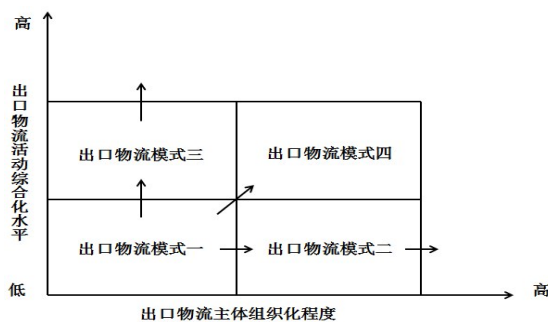 高
出口物流活动综合化水平
出口物流模式三
出口物流模式四
出口物流模式一
出口物流模式二
低
高
出口物流主体组织化程度